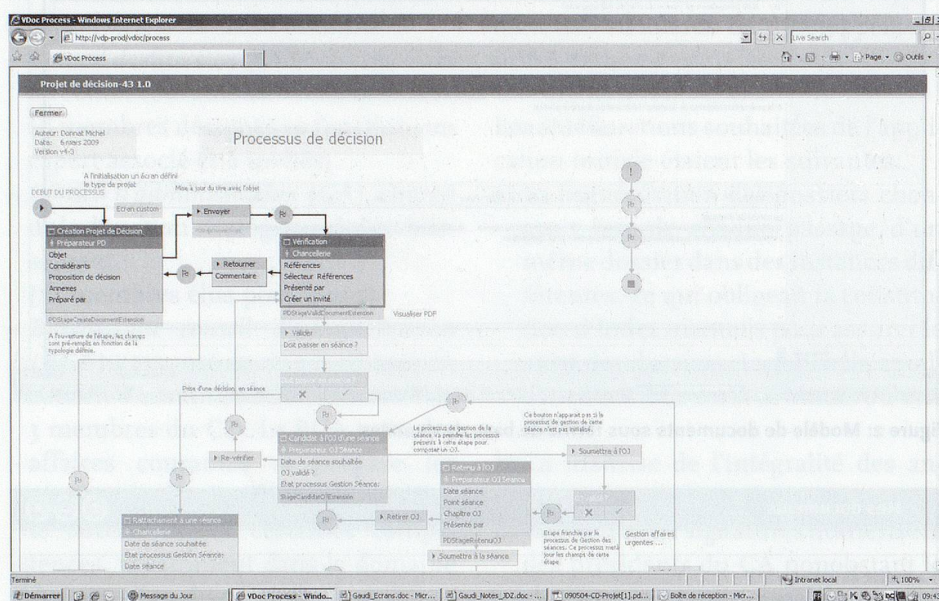 VDoc Process - Windows Internet Explorer
http://vdp-prod/vdoc/process
Live Search
VDoc Process
Page
Outils
Projet de décision-43 1.0
Fermer
Auteur: Donnat Michel
Date: 6 mars 2009
Version v4-3
Processus de décision
A l'initialisation un écran défini
le type de projet
DEBUT DU PROCESSUS
Ecran custom
Mise à jour du titre avec l'objet
Envoyer
Création Projet de Décision
Préparateur PD
Objet
Considérants
Proposition de décision
Annexes
Préparé par
PDStageCreateDocumentExtension
A l'ouverture de l'étape, les champs
sont pré-remplis en fonction de la
typologie définie.
Retourner
Commentaire
Vérification
Chancellerie
Références
Sélecteur Références
Présenté par
Créer un invité
PDStageValidDocumentExtension
Visualiser PDF
Valider
Doit passer en séance ?
Prise d'une décision en séance
Re-vérifier
Candidat à l'OJ d'une séance
Préparateur OJ Séance
Date de séance souhaitée
OJ validé ?
Etat processus Gestion Séances
StageCandidatOJExtension
Le processus de gestion de la
séance va prendre les processus
présents à cette étape pour
composer un OJ.
Ce bouton n'apparait pas si le
processus de gestion de cette
séance n'est pas initialisé.
Soumettre à l'OJ
Retenu à l'OJ
Préparateur OJ Séance
Date séance
Point séance
Chapitre OJ
Présenté par
PDStageRetenuOJ
Retirer OJ
Soumettre à la séance
Etape franchie par le
processus de Gestion des
séances. Ce processus met à
jour les champs de cette
étape.
Gestion affaires
urgentes ...
Rattachement à une séance
Chancellerie
Date de séance souhaitée
Etat processus Gestion Séances
Date séance
Terminé
Intranet local
100%
Démarrer
Message du Jour
VDoc Process - Windo...
Gaudi_Ecrans.doc - Micr...
Gaudi_Notes_JDZ.doc - ...
090504-CD-Projet[1].pd...
Boîte de réception - Micr...
09:43